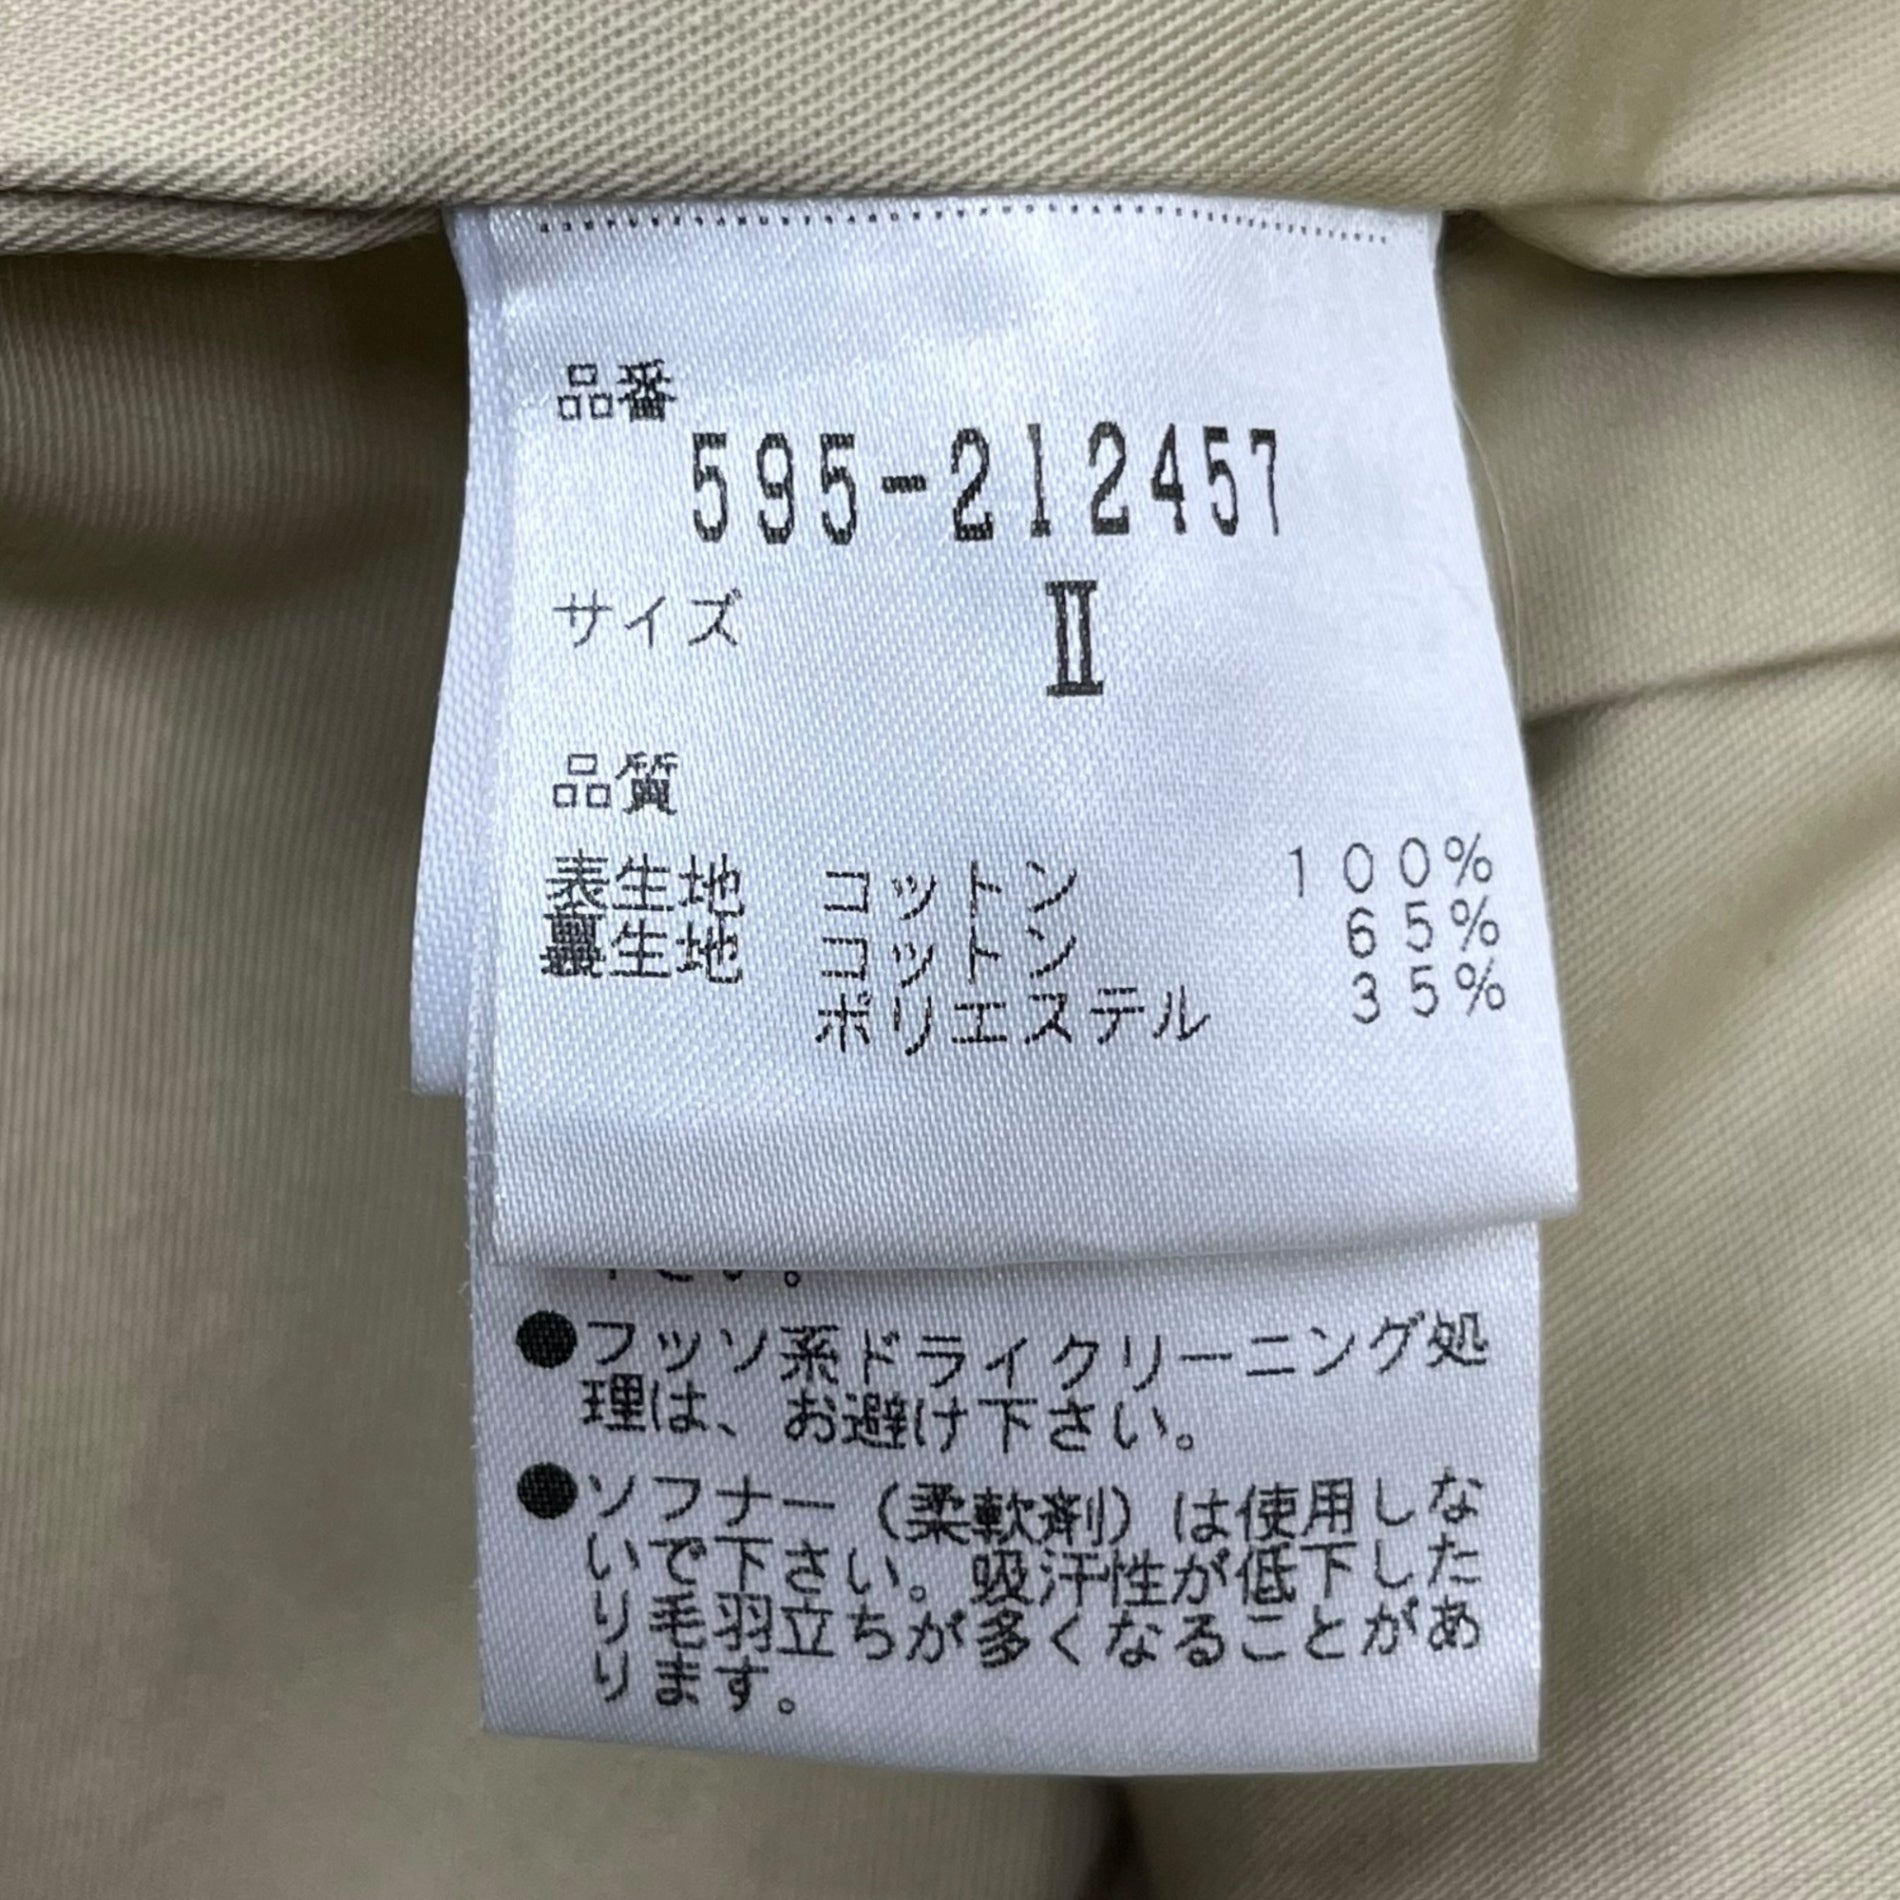 品番
595-212457
サイズ Ⅱ
品質
表生地 コットン 100%
裏生地 コットン 65%
ポリエステル 35%
下さい。
●フッソ系ドライクリーニング処
理は、お避け下さい。
●ソフナー(柔軟剤)は使用しな
いで下さい。吸汗性が低下した
り毛羽立ちが多くなることがあ
ります。